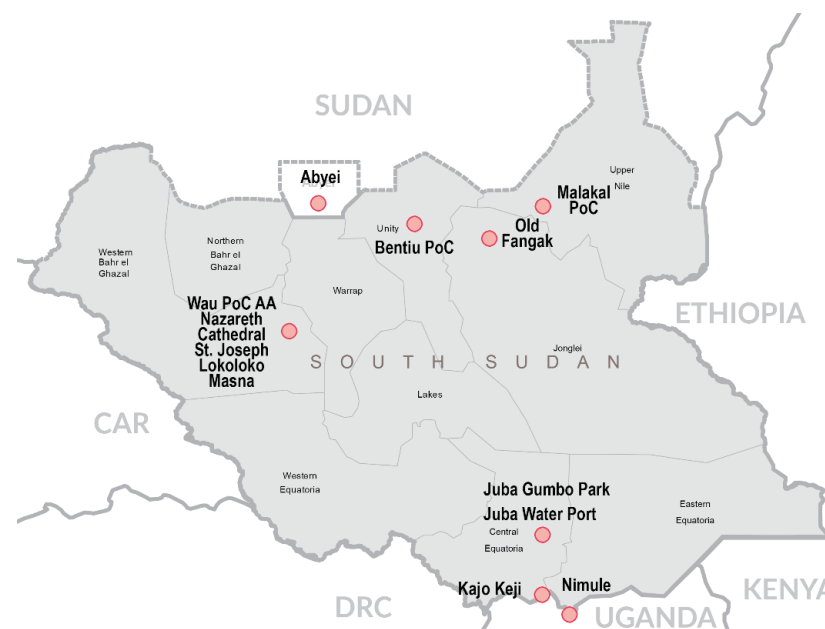 SUDAN
Abyei
Abyei
Upper
Nile
Malakal
PoC
Old
Fangak
Unity
Bentiu PoC
Northern
Bahr el
Ghazal
Western
Bahr el
Ghazal
Warrap
Wau PoC AA
Nazareth
Cathedral
St. Joseph
Lokoloko
Masna
ETHIOPIA
Jonglei
SOUTH SUDAN
Lakes
CAR
Western
Equatoria
Juba Gumbo Park
Juba Water Port
Central
Equatoria
Eastern
Equatoria
Kajo Keji
Nimule
DRC
UGANDA
KENYA